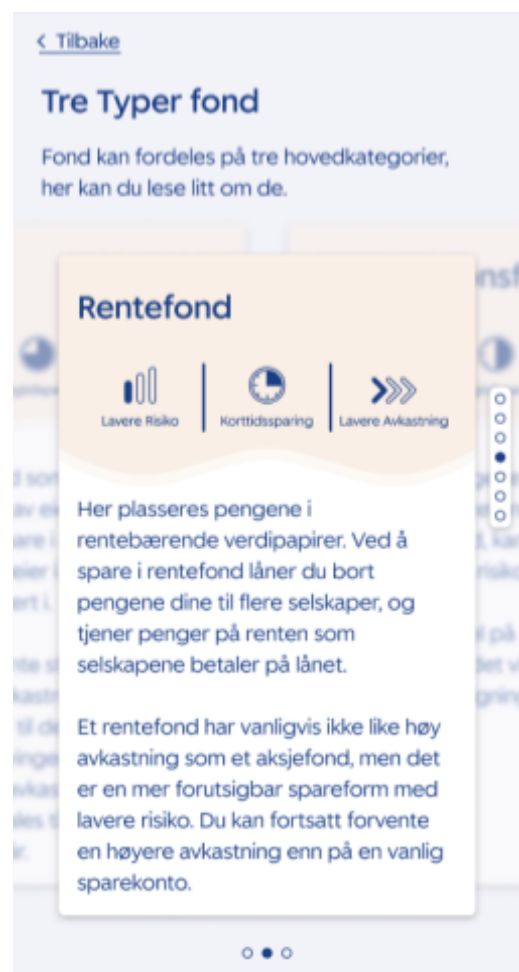 < Tilbake
Tre Typer fond
Fond kan fordeles på tre hovedkategorier,
her kan du lese litt om de.
Rentefond
Lavere Risiko
Korttidssparing
Lavere Avkastning
Her plasseres pengene i
rentebærende verdipapirer. Ved å
spare i rentefond låner du bort
pengene dine til flere selskaper, og
tjener penger på renten som
selskapene betaler på lånet.
Et rentefond har vanligvis ikke like høy
avkastning som et aksjefond, men det
er en mer forutsigbar spareform med
lavere risiko. Du kan fortsatt forvente
en høyere avkastning enn på en vanlig
sparekonto.